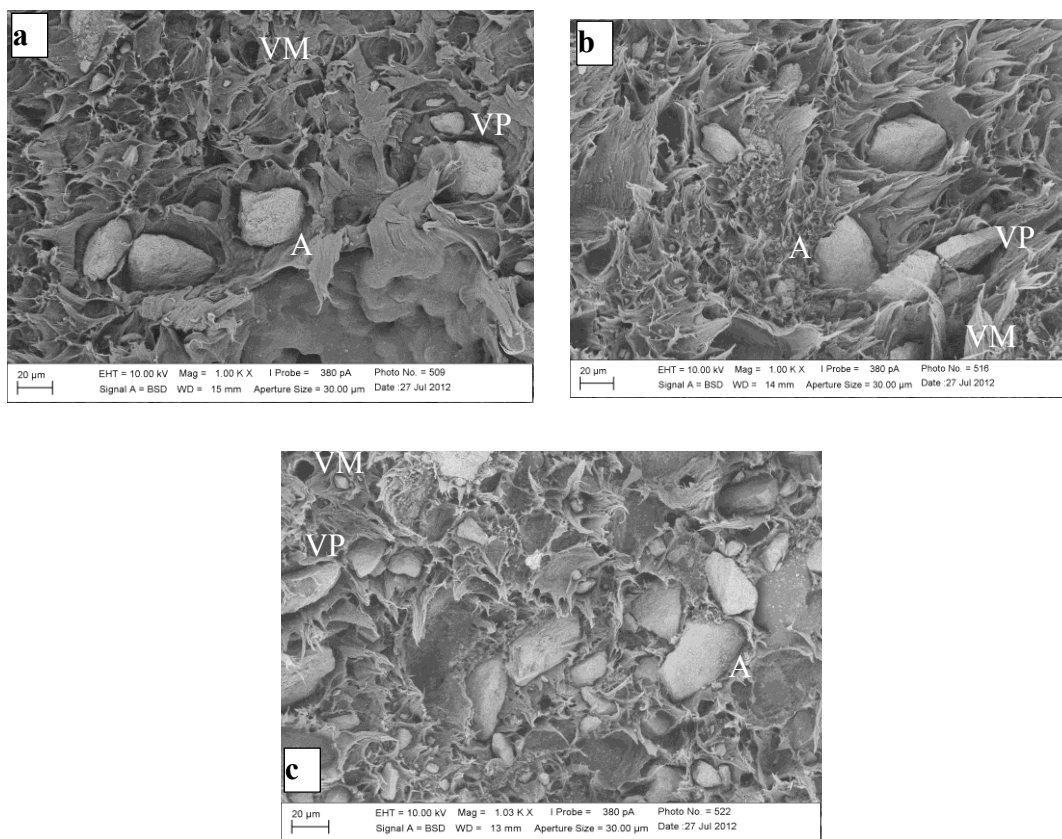 a
VM
VP
A
20 µm
EHT = 10.00 kV Mag = 1.00 K X I Probe = 380 pA Photo No. = 509
Signal A = BSD WD = 15 mm Aperture Size = 30.00 µm Date :27 Jul 2012
b
A
VP
VM
20 µm
EHT = 10.00 kV Mag = 1.00 K X I Probe = 380 pA Photo No. = 516
Signal A = BSD WD = 14 mm Aperture Size = 30.00 µm Date :27 Jul 2012
VM
VP
A
c
20 µm
EHT = 10.00 kV Mag = 1.03 K X I Probe = 380 pA Photo No. = 522
Signal A = BSD WD = 13 mm Aperture Size = 30.00 µm Date :27 Jul 2012